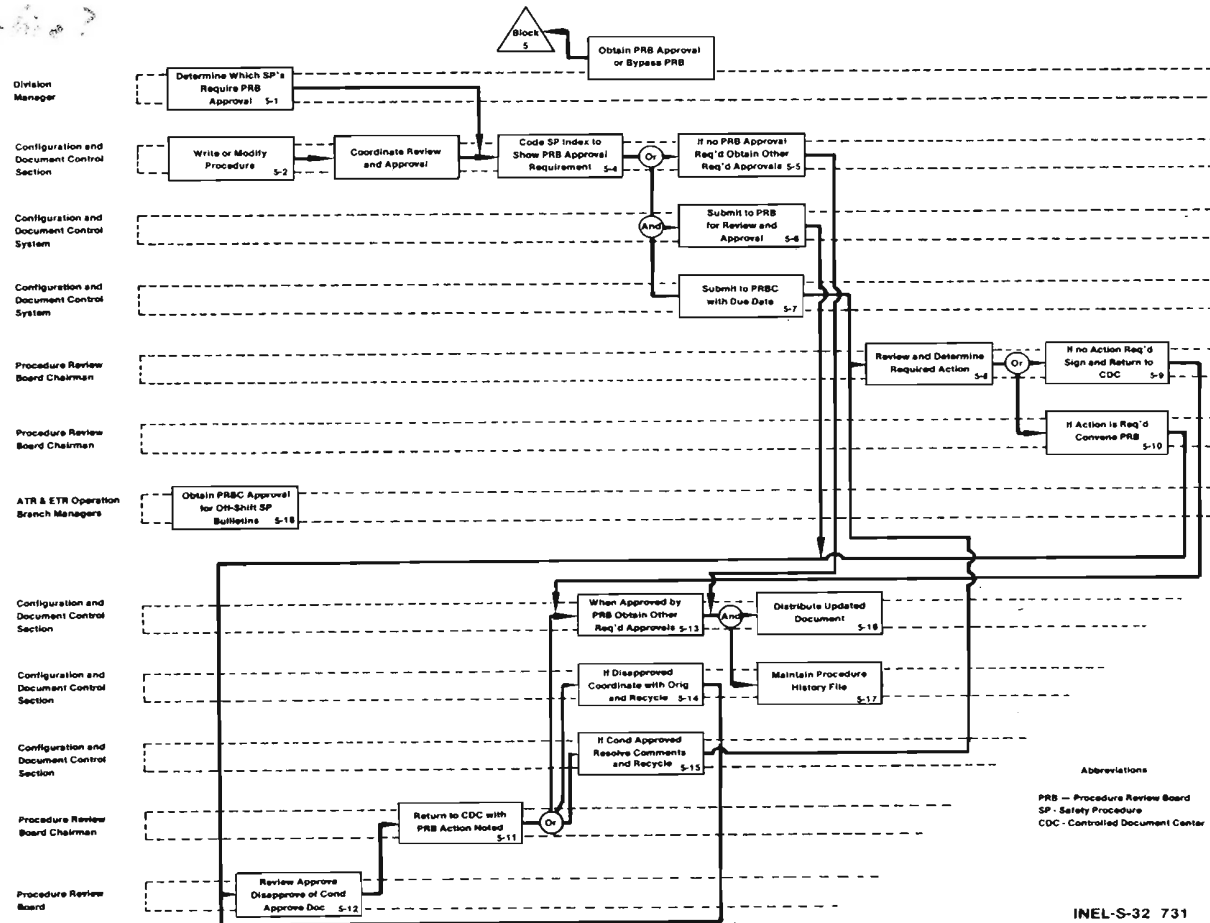 Block
5
Obtain PRB Approval
or Bypass PRB
Division
Manager
Determine Which SP's
Require PRB
Approval 5-1
Configuration and
Document Control
Section
Write or Modify
Procedure
5-2
Coordinate Review
and Approval
Code SP Index to
Show PRB Approval
Requirement 5-4
Or
If no PRB Approval
Req'd Obtain Other
Req'd Approvals 5-5
Configuration and
Document Control
System
And
Submit to PRB
for Review and
Approval 5-6
Configuration and
Document Control
System
Submit to PRBC
with Due Date
5-7
Procedure Review
Board Chairman
Review and Determine
Required Action
5-8
Or
If no Action Req'd
Sign and Return to
CDC 5-9
Procedure Review
Board Chairman
If Action is Req'd
Convene PRB
5-10
ATR & ETR Operation
Branch Managers
Obtain PRBC Approval
for Off-Shift SP
Bullletins 5-18
Configuration and
Document Control
Section
When Approved by
PRB Obtain Other
Req'd Approvals 5-13
And
Distribute Updated
Document
5-16
Configuration and
Document Control
Section
If Disapproved
Coordinate with Orig
and Recycle 5-14
Maintain Procedure
History File
5-17
Configuration and
Document Control
Section
If Cond Approved
Resolve Comments
and Recycle 5-15
Abbreviations
PRB — Procedure Review Board
SP - Safety Procedure
CDC - Controlled Document Center
Procedure Review
Board Chairman
Return to CDC with
PRB Action Noted
5-11
Or
Procedure Review
Board
Review Approve
Disapprove of Cond
Approve Doc 5-12
INEL-S-32 731